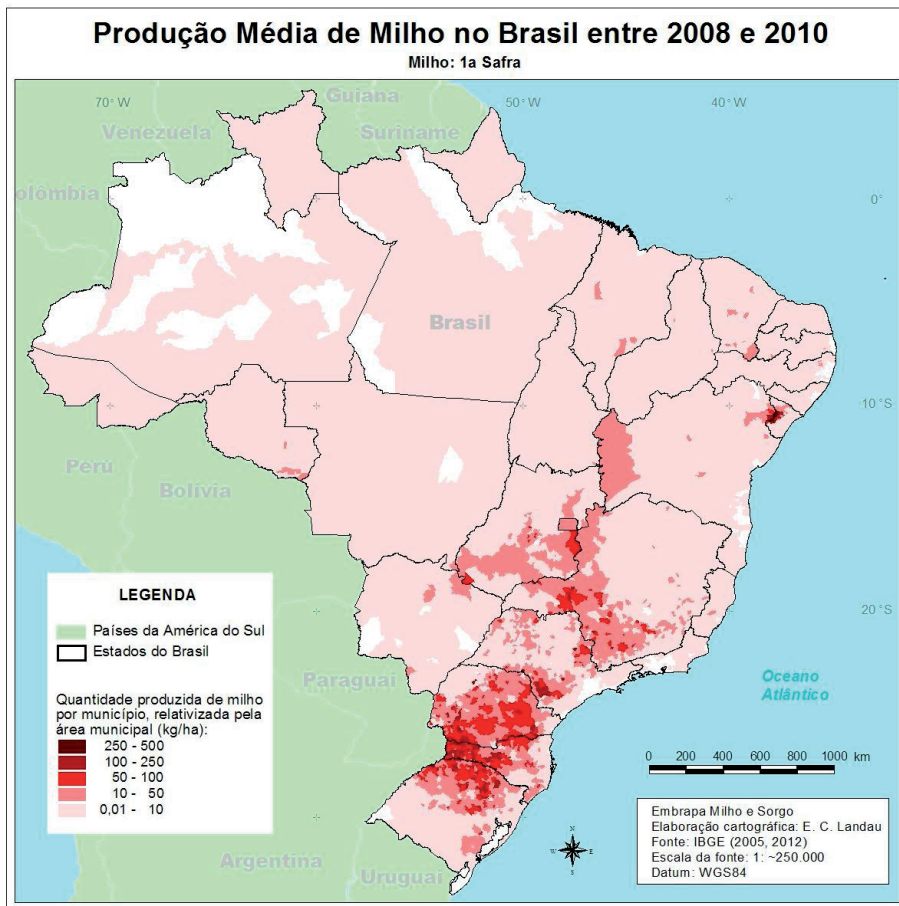 Produção Média de Milho no Brasil entre 2008 e 2010
Milho: 1a Safra
70° W
50° W
40° W
Guiana
Venezuela
Suriname
olômbia
0°
Brasil
10°S
Perú
Bolívia
20°S
Paraguai
Oceano
Atlântico
Argentina
Uruguai
LEGENDA
Países da América do Sul
Estados do Brasil
Quantidade produzida de milho
por município, relativizada pela
área municipal (kg/ha):
250 - 500
100 - 250
50 - 100
10 - 50
0,01 - 10
0 200 400 600 800 1000 km
Embrapa Milho e Sorgo
Elaboração cartográfica: E. C. Landau
Fonte: IBGE (2005, 2012)
Escala da fonte: 1: ~250.000
Datum: WGS84
N
W E
S